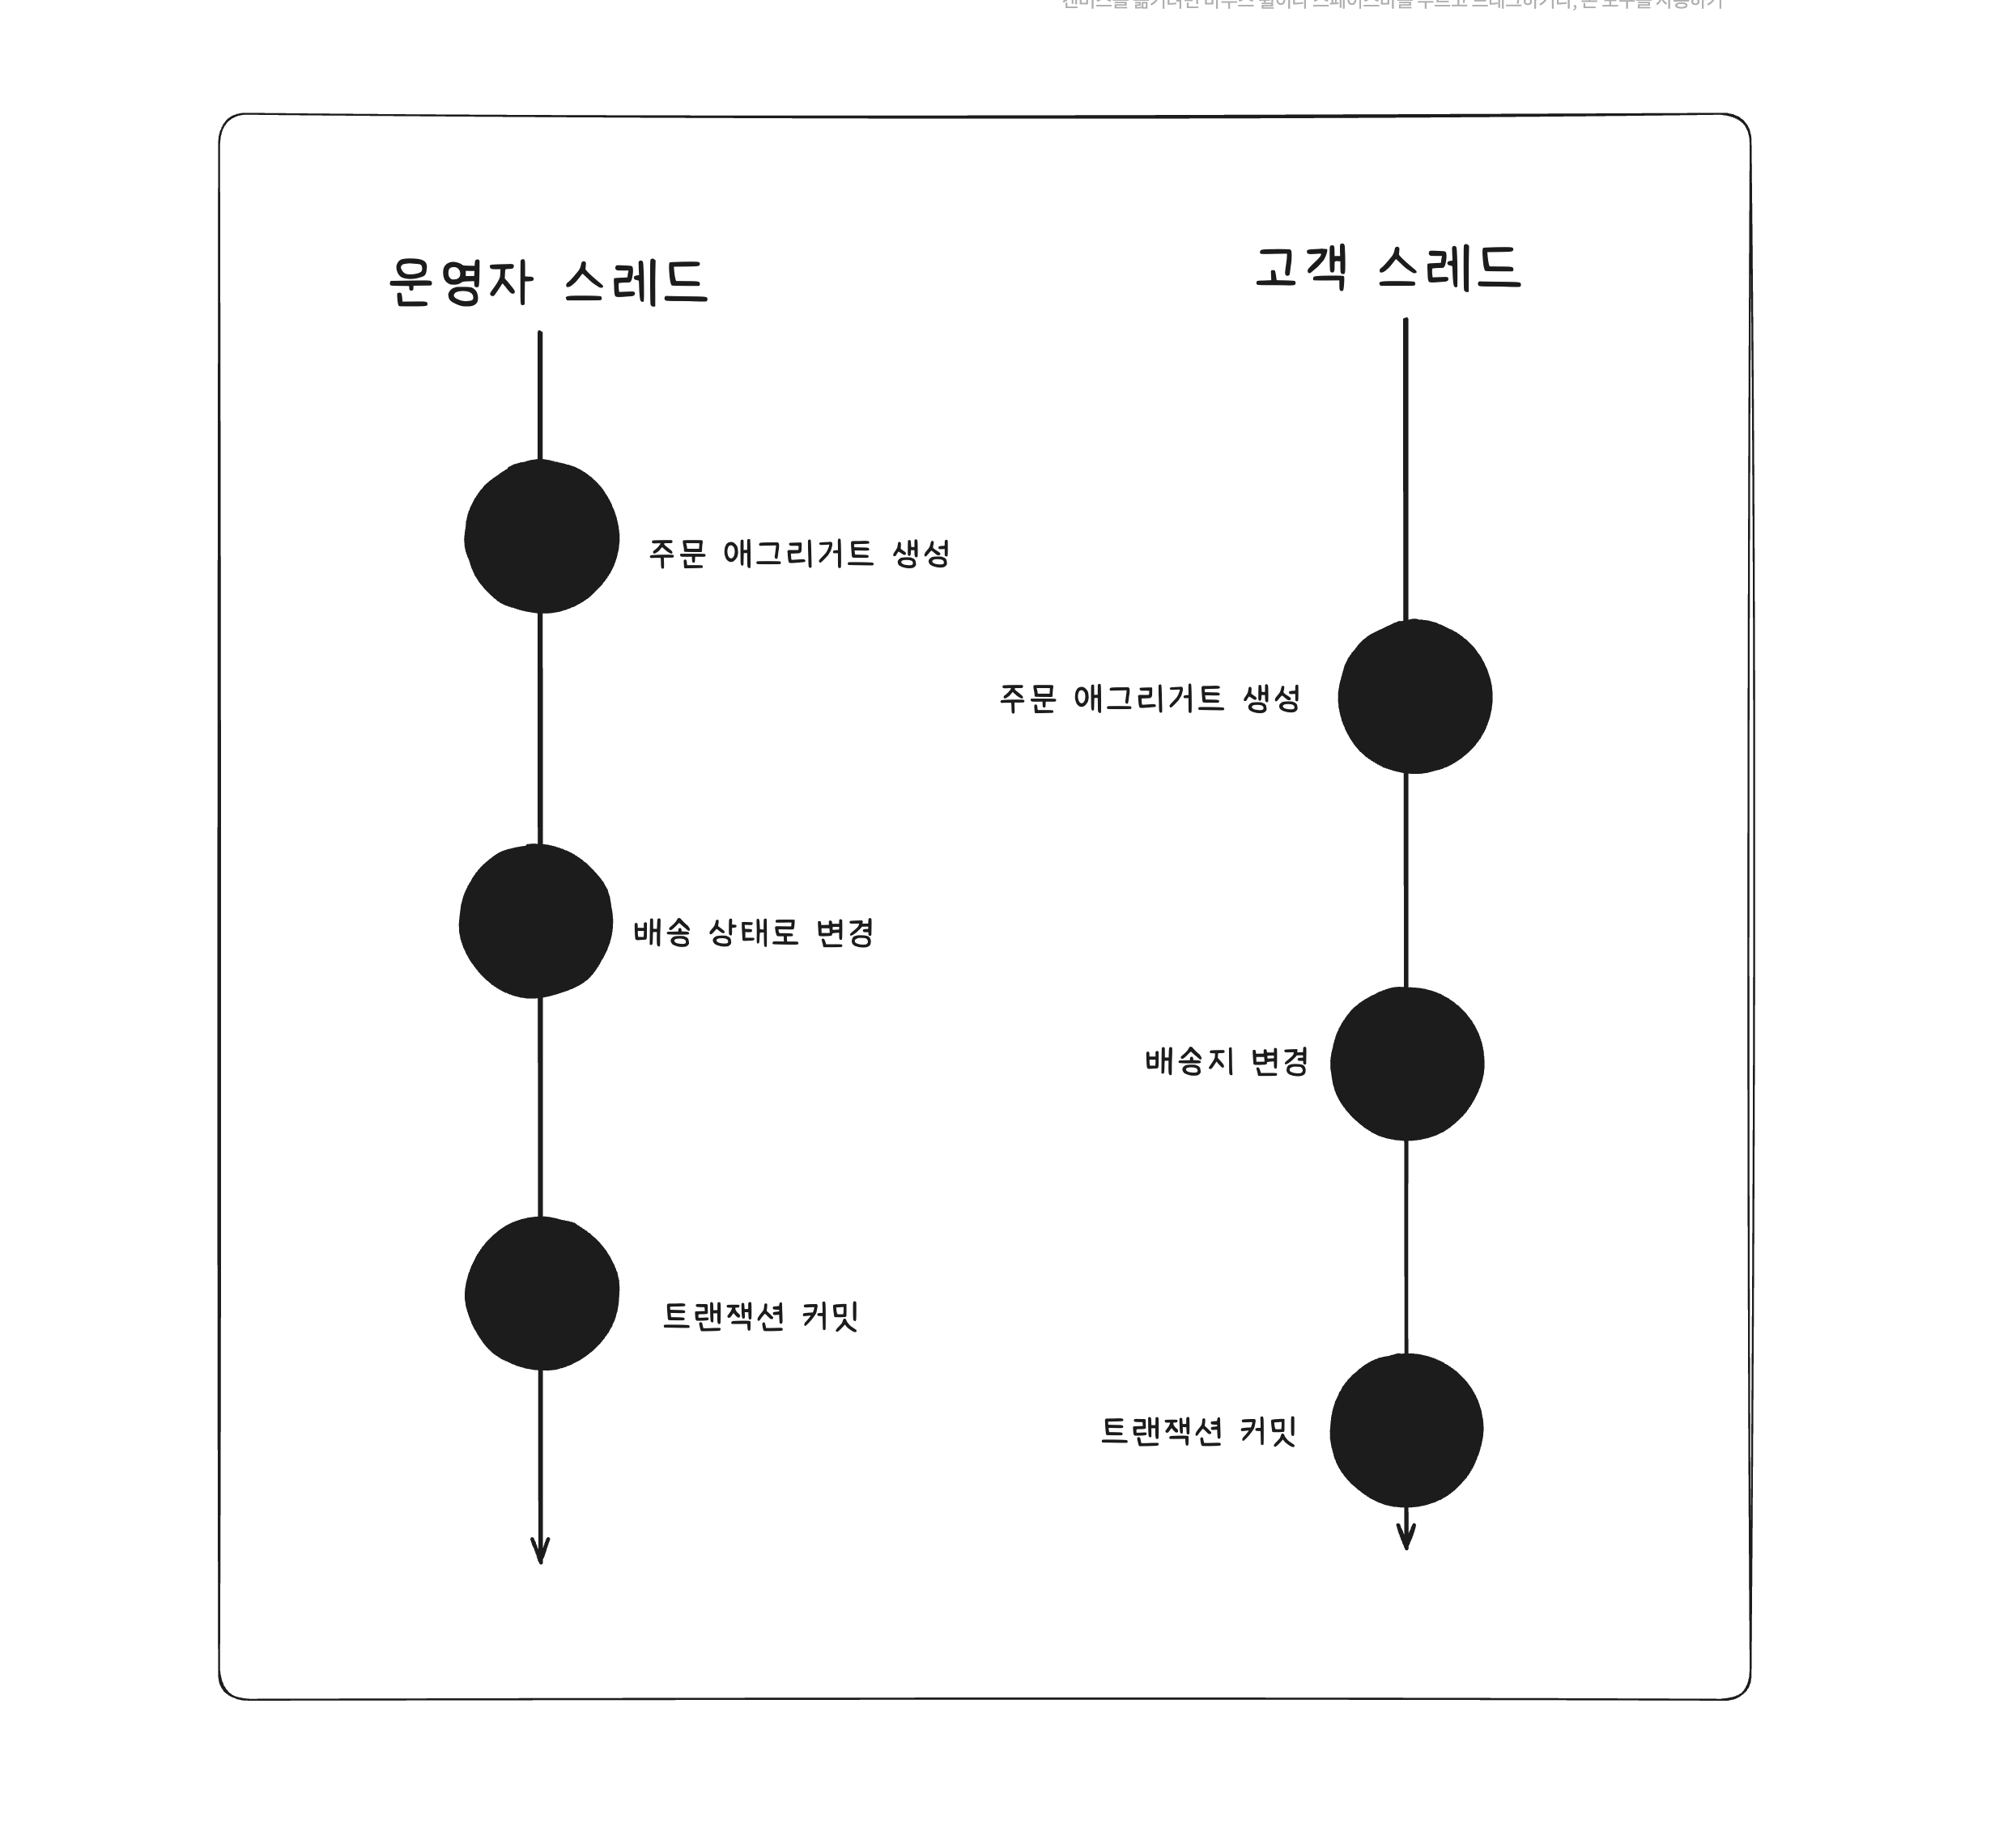 운영자 스레드
고객 스레드
주문 애그리거트 생성
주문 애그리거트 생성
배송 상태로 변경
배송지 변경
트랜잭션 커밋
트랜잭션 커밋